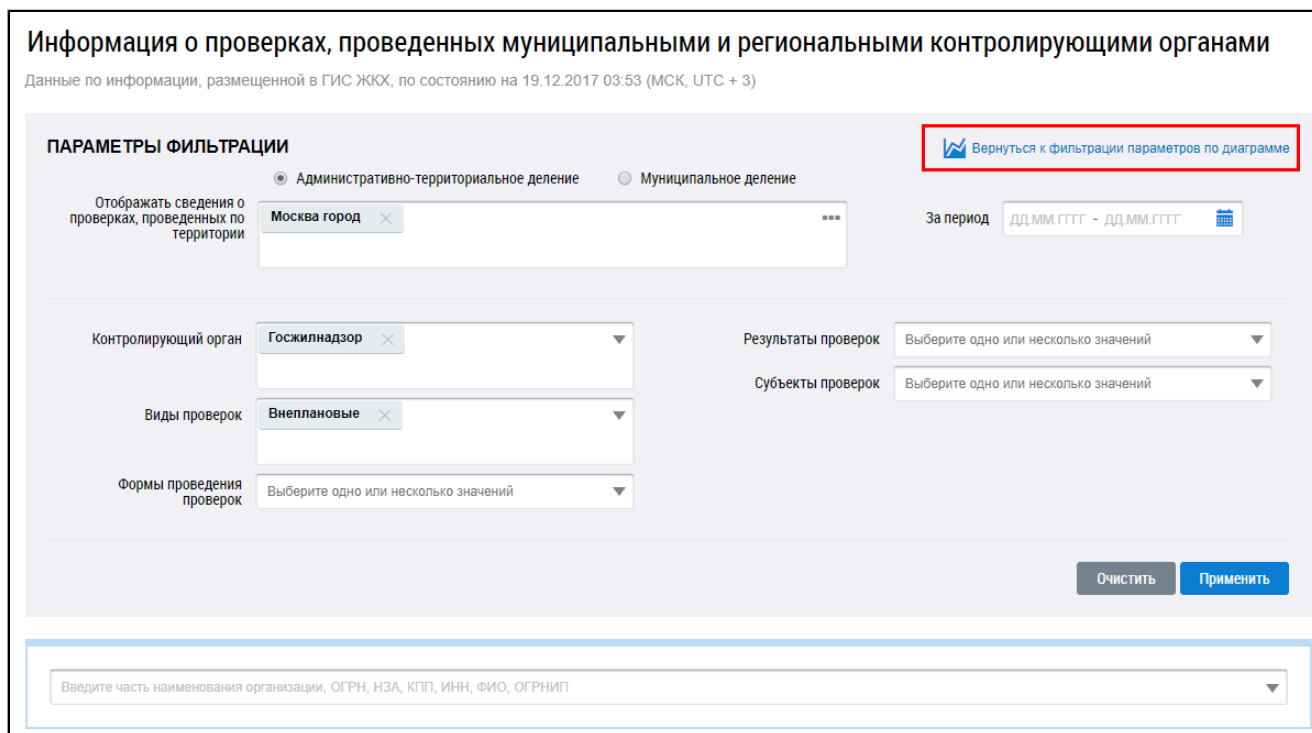 Информация о проверках, проведенных муниципальными и региональными контролирующими органами
Данные по информации, размещенной в ГИС ЖКХ, по состоянию на 19.12.2017 03:53 (МСК, UTC + 3)
ПАРАМЕТРЫ ФИЛЬТРАЦИИ
Вернуться к фильтрации параметров по диаграмме
Административно-территориальное деление
Муниципальное деление
Отображать сведения о
проверках, проведенных по
территории
Москва город
За период
ДД.ММ.ГГГГ - ДД.ММ.ГГГГ
Контролирующий орган
Госжилнадзор
Результаты проверок
Выберите одно или несколько значений
Субъекты проверок
Выберите одно или несколько значений
Виды проверок
Внеплановые
Формы проведения
проверок
Выберите одно или несколько значений
Очистить
Применить
Введите часть наименования организации, ОГРН, НЗА, КПП, ИНН, ФИО, ОГРНИП